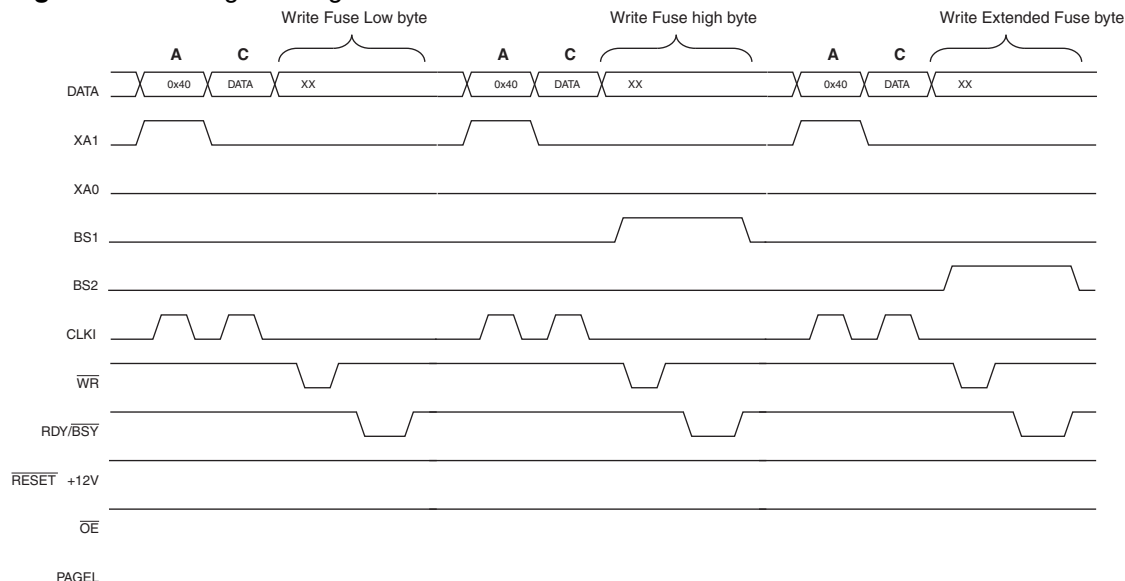 Write Fuse Low byte Write Fuse high byte Write Extended Fuse byte
A C A C A C
DATA 0x40 DATA XX 0x40 DATA XX 0x40 DATA XX
XA1
XA0
BS1
BS2
CLKI
WR
RDY/BSY
RESET +12V
OE
PAGEL